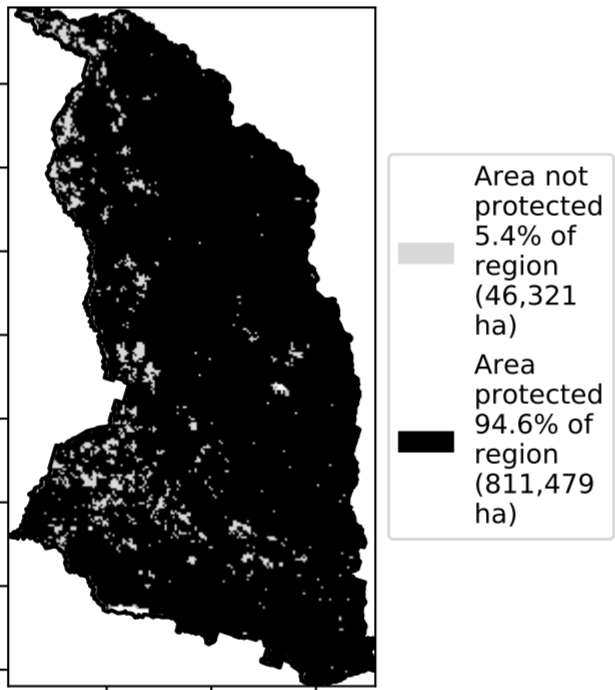 Area not
protected
5.4% of
region
(46,321
ha)
Area
protected
94.6% of
region
(811,479
ha)